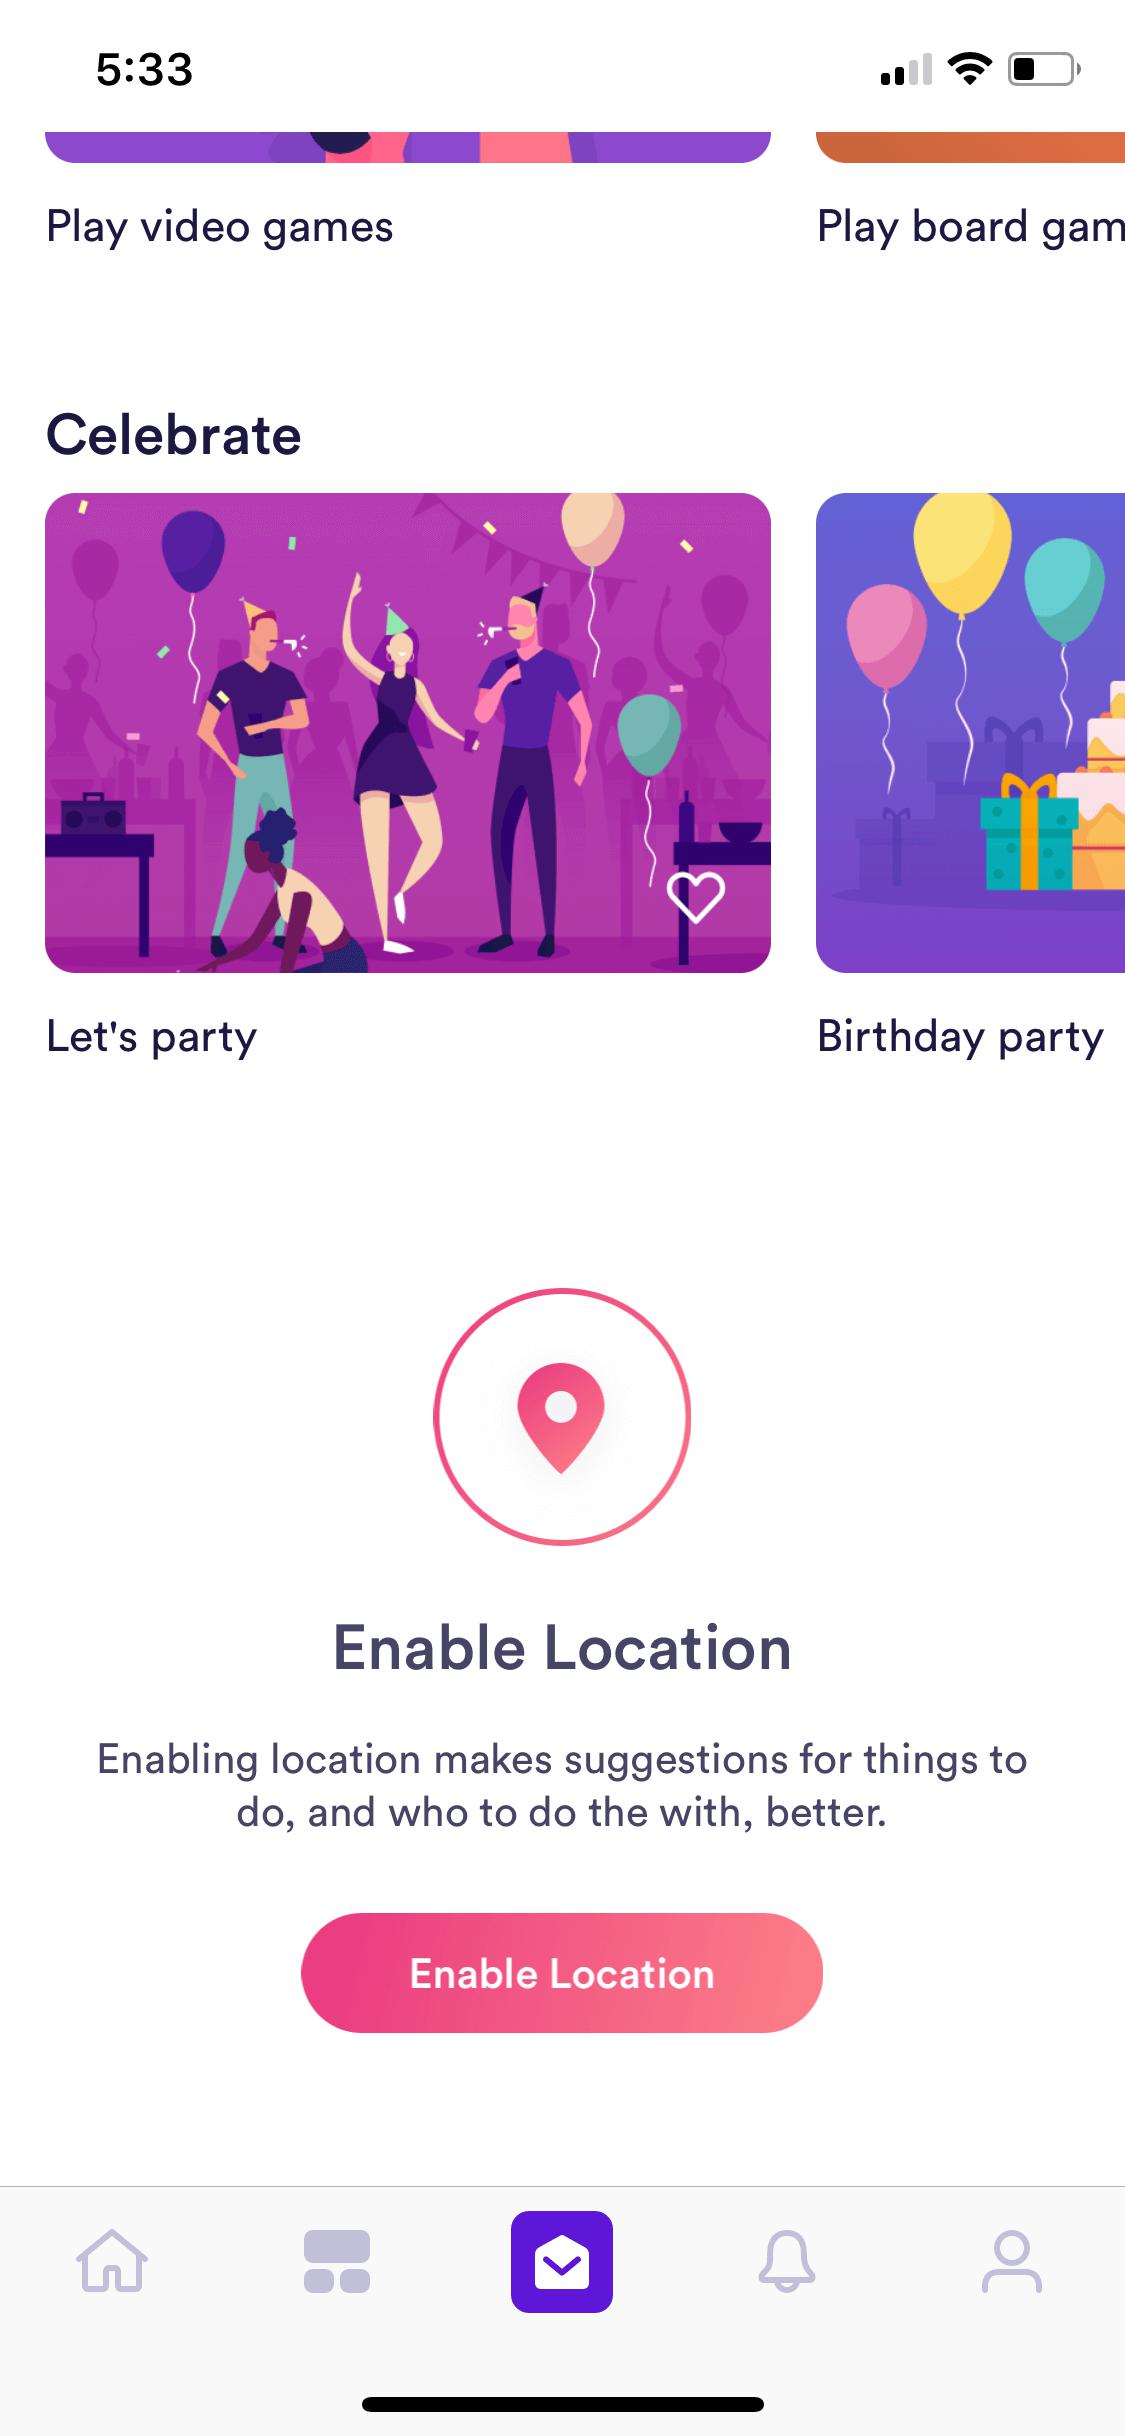 5:33
Play video games
Play board gam
Celebrate
Let's party
Birthday party
Enable Location
Enabling location makes suggestions for things to
do, and who to do the with, better.
Enable Location